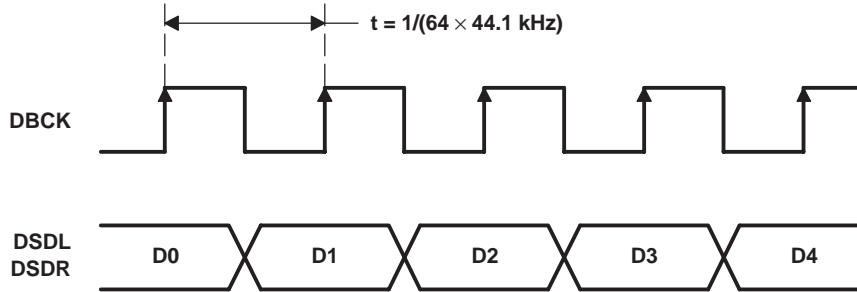 t = 1/(64 × 44.1 kHz)
DBCK
DSDL
DSDR
D0 D1 D2 D3 D4